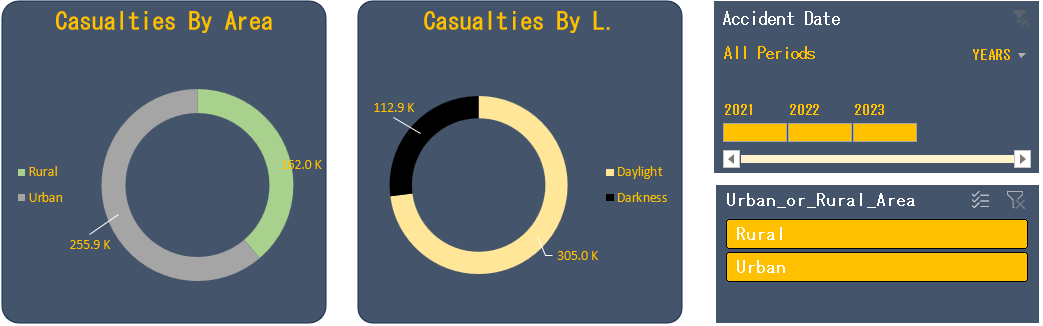 Casualties By Area
Rural
Urban
152.0 K
255.9 K
Casualties By L.
112.9 K
Daylight
Darkness
305.0 K
Accident Date
All Periods
YEARS
2021 2022 2023
Urban_or_Rural_Area
Rural
Urban